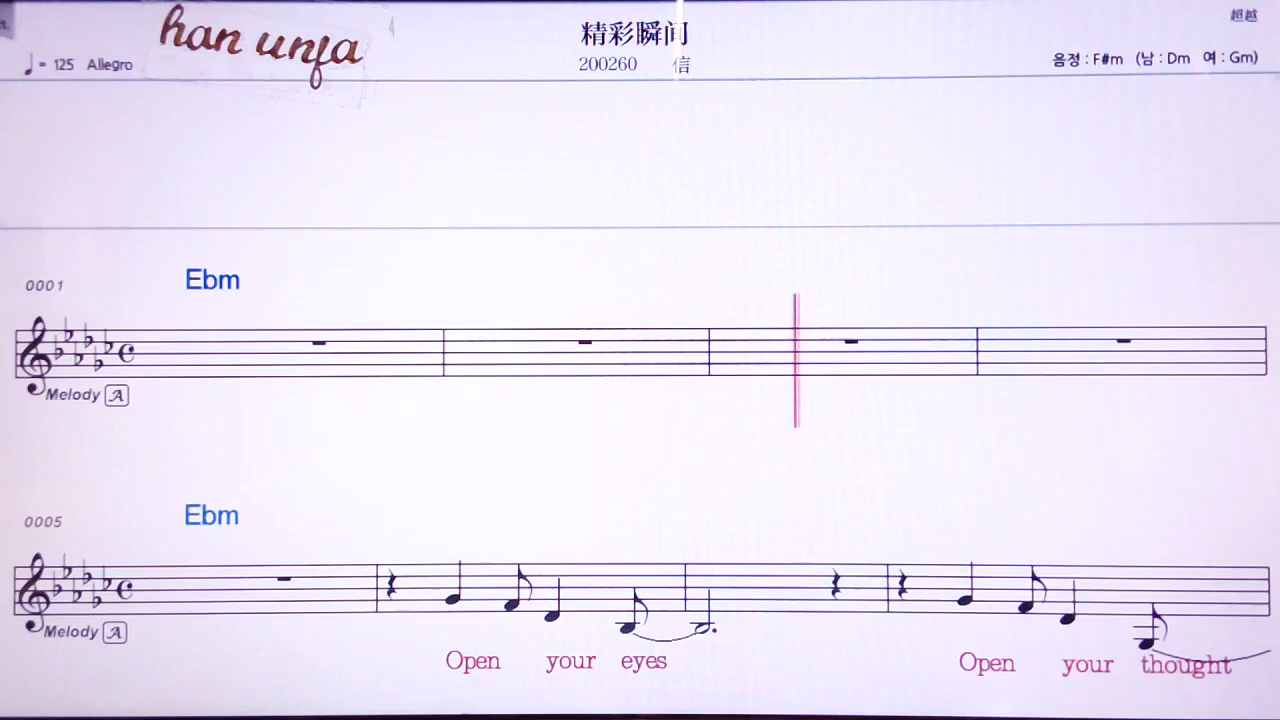 han unfa
精彩瞬间
超越
♩= 125 Allegro
200260 信
음정 : F#m (남 : Dm 여 : Gm)
0001
Ebm
Melody A
0005
Ebm
Melody A
Open your eyes Open your thought